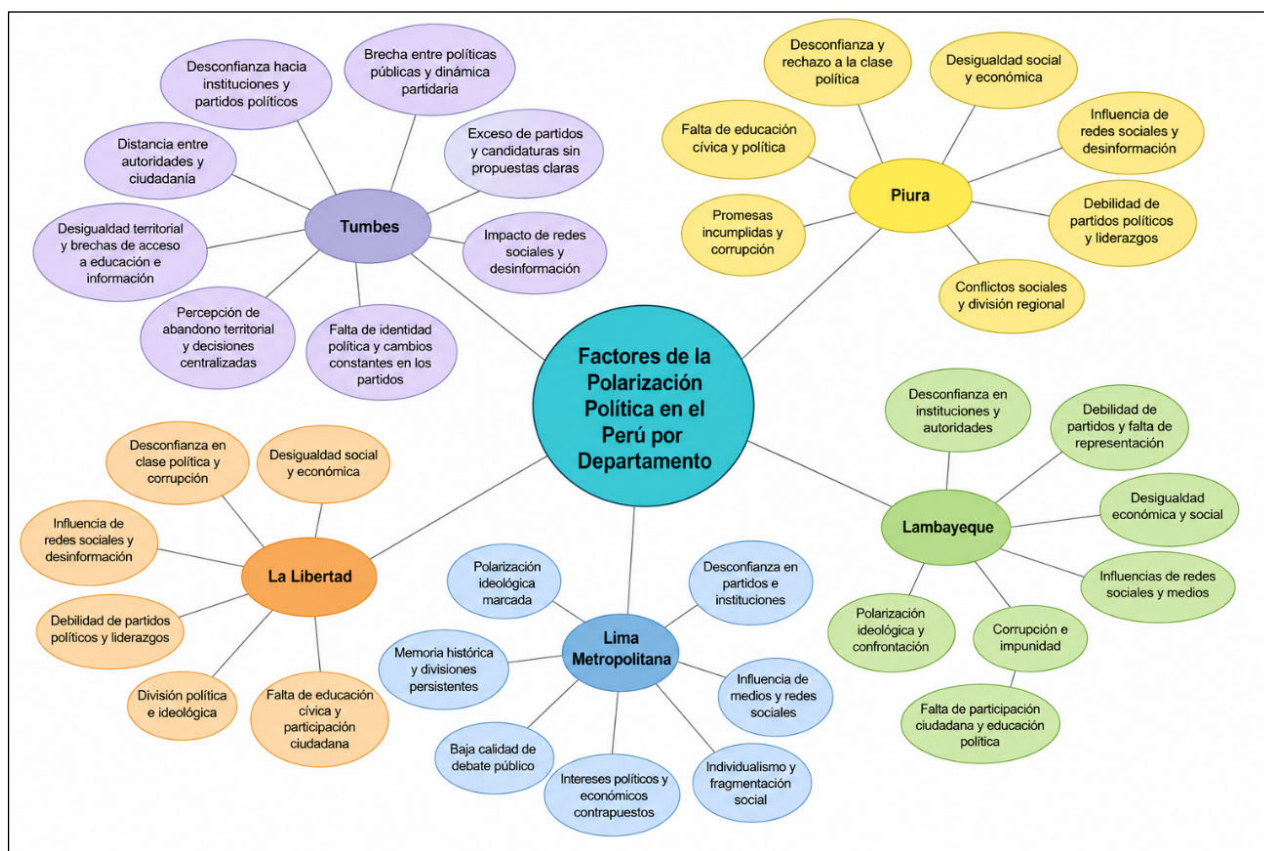 Factores de la
Polarización
Política en el
Perú por
Departamento
Tumbes
Desconfianza hacia
instituciones y
partidos políticos
Brecha entre políticas
públicas y dinámica
partidaria
Distancia entre
autoridades y
ciudadanía
Exceso de partidos
y candidaturas sin
propuestas claras
Desigualdad territorial
y brechas de acceso
a educación e
información
Impacto de redes
sociales y
desinformación
Percepción de
abandono territorial
y decisiones
centralizadas
Falta de identidad
política y cambios
constantes en los
partidos
Piura
Desconfianza y
rechazo a la clase
política
Desigualdad social
y económica
Falta de educación
cívica y política
Influencia de
redes sociales y
desinformación
Promesas
incumplidas y
corrupción
Debilidad de
partidos políticos
y liderazgos
Conflictos sociales
y división regional
La Libertad
Desconfianza en
clase política y
corrupción
Desigualdad social
y económica
Influencia de
redes sociales y
desinformación
Debilidad de partidos
políticos y liderazgos
División política
e ideológica
Falta de educación
cívica y
participación
ciudadana
Lima
Metropolitana
Polarización
ideológica
marcada
Desconfianza en
partidos e
instituciones
Memoria histórica
y divisiones
persistentes
Influencia de
medios y redes
sociales
Baja calidad de
debate público
Intereses políticos y
económicos
contrapuestos
Individualismo y
fragmentación
social
Lambayeque
Desconfianza en
instituciones y
autoridades
Debilidad de
partidos y falta de
representación
Desigualdad
económica y social
Influencias de redes
sociales y medios
Polarización
ideológica y
confrontación
Corrupción e
impunidad
Falta de participación
ciudadana y educación
política